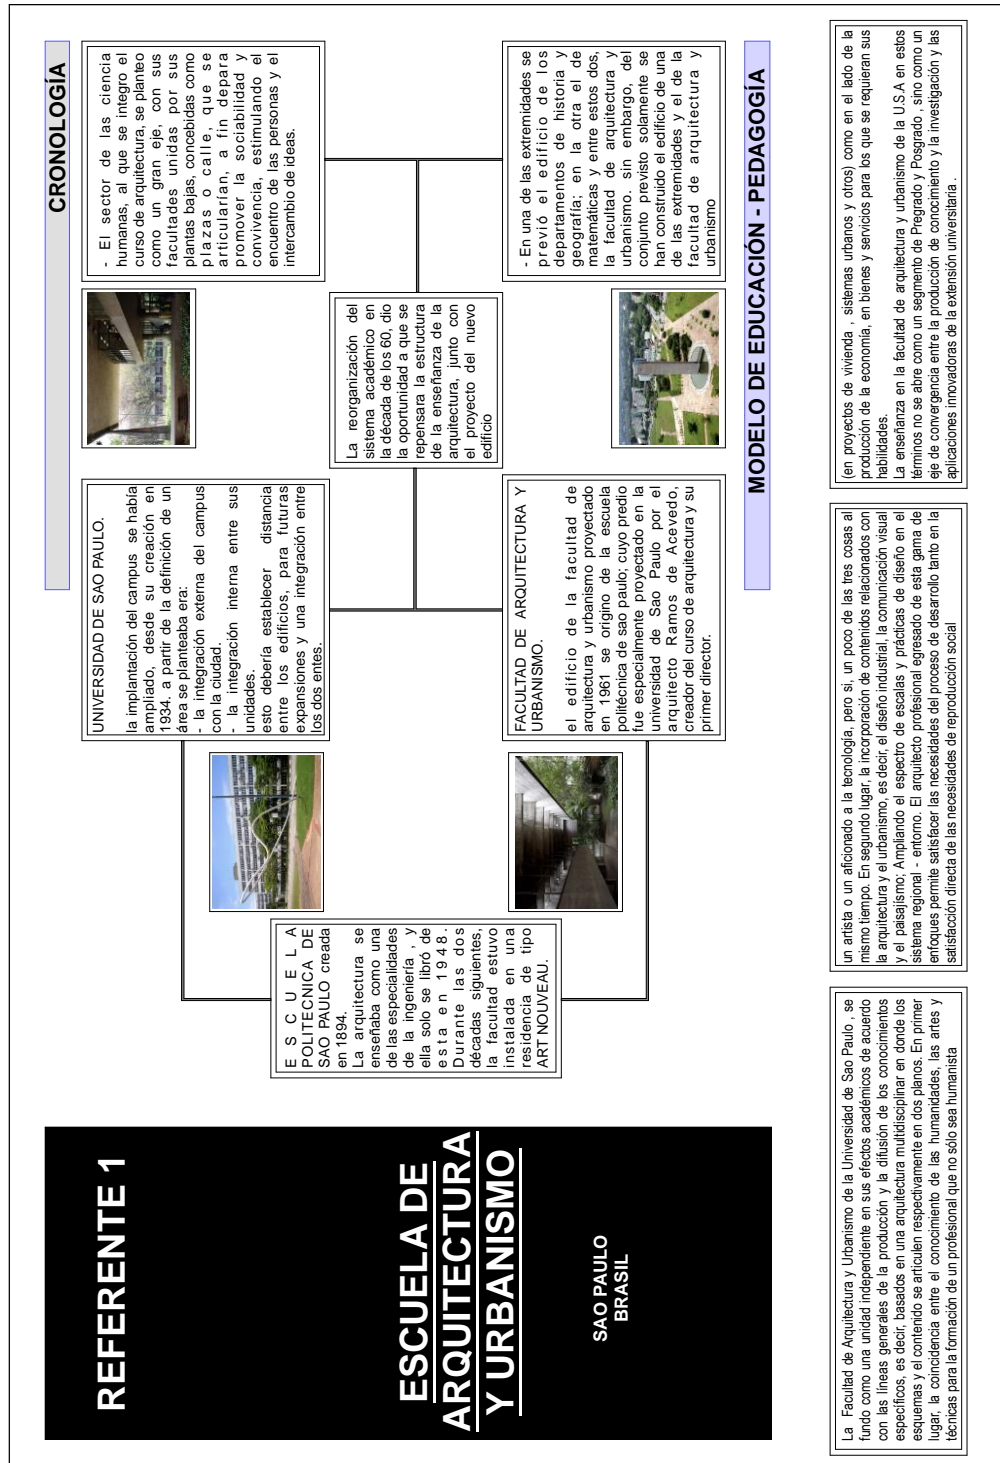 REFERENTE 1
ESCUELA DE
ARQUITECTURA
Y URBANISMO
SAO PAULO
BRASIL
CRONOLOGÍA
E S C U E L A
POLITECNICA DE
SAO PAULO creada
en 1894.
La arquitectura se
enseñaba como una
de las especialidades
de la ingeniería , y
ella solo se libró de
esta en 1948.
Durante las dos
décadas siguientes,
la facultad estuvo
instalada en una
residencia de tipo
ART NOUVEAU.
UNIVERSIDAD DE SAO PAULO.
la implantación del campus se había
ampliado, desde su creación en
1934. a partir de la definición de un
área se planteaba era:
- la integración externa del campus
con la ciudad.
- la integración interna entre sus
unidades.
esto debería establecer distancia
entre los edificios, para futuras
expansiones y una integración entre
los dos entes.
FACULTAD DE ARQUITECTURA Y
URBANISMO.
el edificio de la facultad de
arquitectura y urbanismo proyectado
en 1961 se origino de la escuela
politécnica de sao paulo; cuyo predio
fue especialmente proyectado en la
universidad de Sao Paulo por el
arquitecto Ramos de Acevedo,
creador del curso de arquitectura y su
primer director.
La reorganización del
sistema académico en
la década de los 60, dio
la oportunidad a que se
repensara la estructura
de la enseñanza de la
arquitectura, junto con
el proyecto del nuevo
edificio
- El sector de las ciencia
humanas, al que se integro el
curso de arquitectura, se planteo
como un gran eje, con sus
facultades unidas por sus
plantas bajas, concebidas como
plazas o calle, que se
articularían, a fin depara
promover la sociabilidad y
convivencia, estimulando el
encuentro de las personas y el
intercambio de ideas.
- En una de las extremidades se
previó el edificio de los
departamentos de historia y
geografía; en la otra el de
matemáticas y entre estos dos,
la facultad de arquitectura y
urbanismo. sin embargo, del
conjunto previsto solamente se
han construido el edificio de una
de las extremidades y el de la
facultad de arquitectura y
urbanismo
MODELO DE EDUCACIÓN - PEDAGOGÍA
La Facultad de Arquitectura y Urbanismo de la Universidad de Sao Paulo , se
fundo como una unidad independiente en sus efectos académicos de acuerdo
con las líneas generales de la producción y la difusión de los conocimientos
específicos, es decir, basados en una arquitectura multidisciplinar en donde los
esquemas y el contenido se articulen respectivamente en dos planos. En primer
lugar, la coincidencia entre el conocimiento de las humanidades, las artes y
técnicas para la formación de un profesional que no sólo sea humanista
un artista o un aficionado a la tecnología, pero si, un poco de las tres cosas al
mismo tiempo. En segundo lugar, la incorporación de contenidos relacionados con
la arquitectura y el urbanismo, es decir, el diseño industrial, la comunicación visual
y el paisajismo; Ampliando el espectro de escalas y prácticas de diseño en el
sistema regional - entorno. El arquitecto profesional egresado de esta gama de
enfoques permite satisfacer las necesidades del proceso de desarrollo tanto en la
satisfacción directa de las necesidades de reproducción social
(en proyectos de vivienda , sistemas urbanos y otros) como en el lado de la
producción de la economía, en bienes y servicios para los que se requieran sus
habilidades.
La enseñanza en la facultad de arquitectura y urbanismo de la U.S.A en estos
términos no se abre como un segmento de Pregrado y Posgrado , sino como un
eje de convergencia entre la producción de conocimiento y la investigación y las
aplicaciones innovadoras de la extensión universitaria .